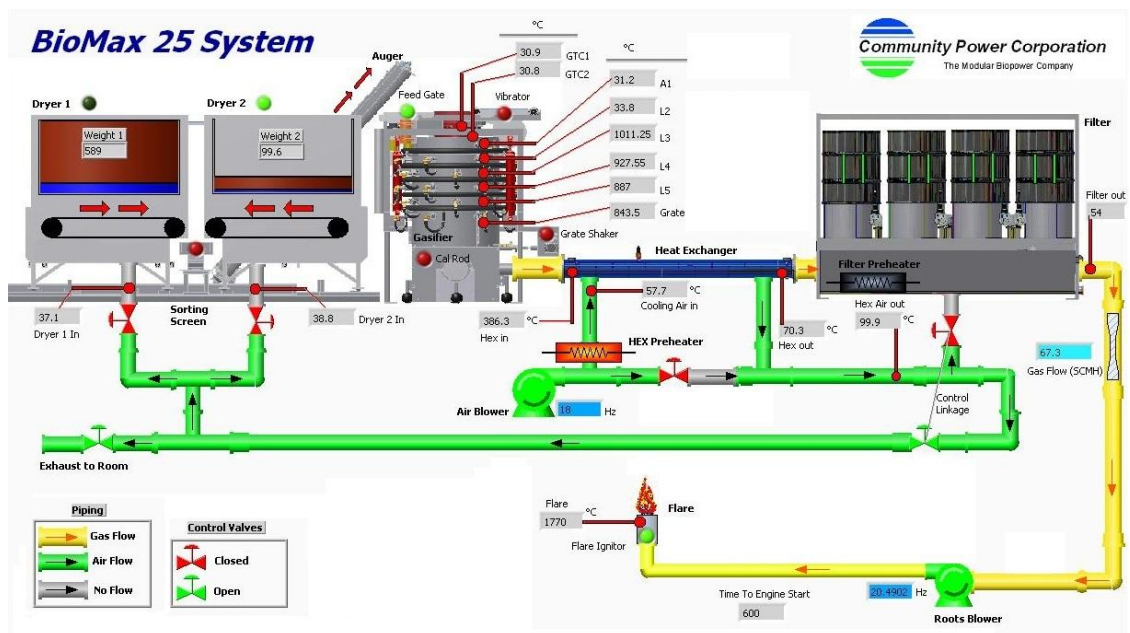 BioMax 25 System
Community Power Corporation
The Modular Biopower Company
°C
30.9 GTC1
30.8 GTC2
°C
31.2 A1
33.8 L2
1011.25 L3
927.55 L4
887 L5
843.5 Grate
Auger
Feed Gate
Vibrator
Dryer 1
Dryer 2
Weight 1
589
Weight 2
99.6
Filter
Filter out
54
Gasifier
Grate Shaker
Cal Rod
Heat Exchanger
Filter Preheater
Hex Air out
99.9 °C
57.7 °C
Cooling Air in
37.1
Dryer 1 In
Sorting
Screen
38.8 Dryer 2 In
386.3 °C
Hex in
HEX Preheater
70.3 °C
Hex out
67.3
Gas Flow (SCMH)
Air Blower
18 Hz
Control
Linkage
Exhaust to Room
Piping
Gas Flow
Air Flow
No Flow
Control Valves
Closed
Open
Flare
1770 °C
Flare
Flare Ignitor
Time To Engine Start
600
20.4902 Hz
Roots Blower